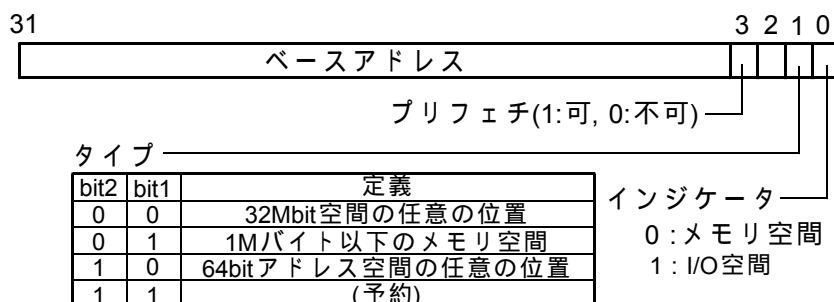 31 3 2 1 0
ベースアドレス
プリフェチ(1:可, 0:不可)
タイプ
bit2 bit1 定義
0 0 32Mbit空間の任意の位置
0 1 1Mバイト以下のメモリ空間
1 0 64bitアドレス空間の任意の位置
1 1 (予約)
インジケータ
0:メモリ空間
1:I/O空間